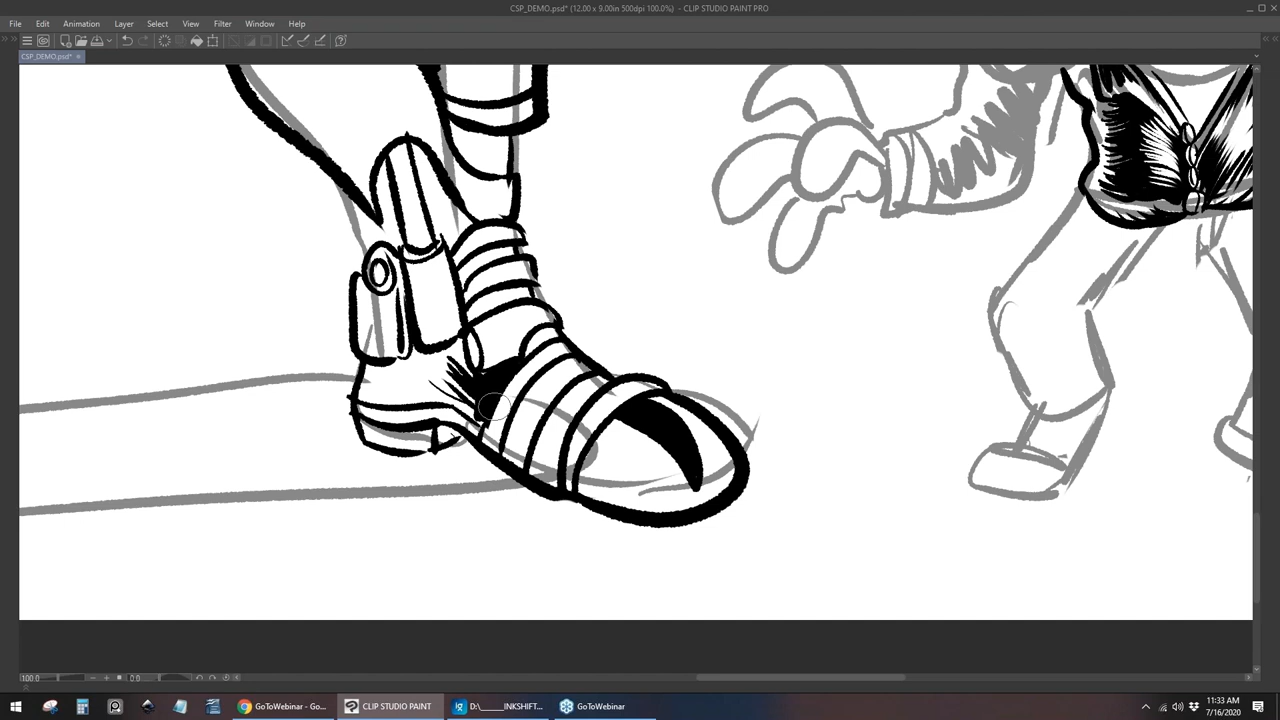 CSP_DEMO.psd* (12.00 x 9.00in 500dpi 100.0%) - CLIP STUDIO PAINT PRO
File Edit Animation Layer Select View Filter Window Help
CSP_DEMO.psd*
100.0 0.0
GoToWebinar - Go... CLIP STUDIO PAINT D:\_____INKSHIFT... GoToWebinar
11:33 AM
7/16/2020